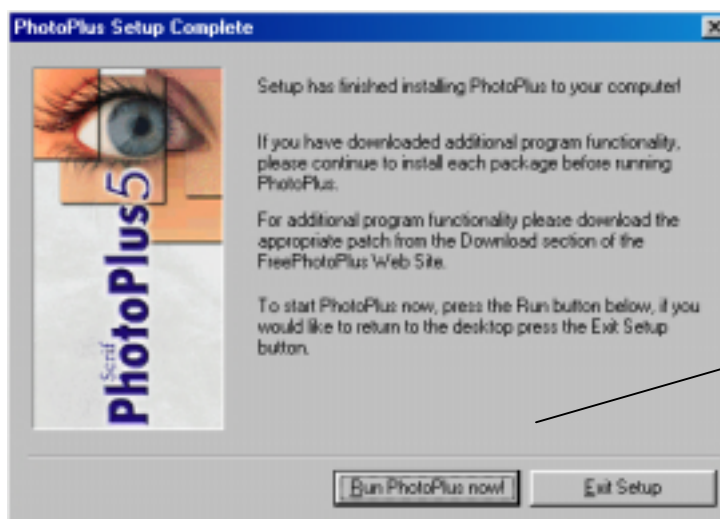 PhotoPlus Setup Complete
Serif
PhotoPlus 5
Setup has finished installing PhotoPlus to your computer!
If you have downloaded additional program functionality,
please continue to install each package before running
PhotoPlus.
For additional program functionality please download the
appropriate patch from the Download section of the
FreePhotoPlus Web Site.
To start PhotoPlus now, press the Run button below, if you
would like to return to the desktop press the Exit Setup
button.
Run PhotoPlus now!
Exit Setup